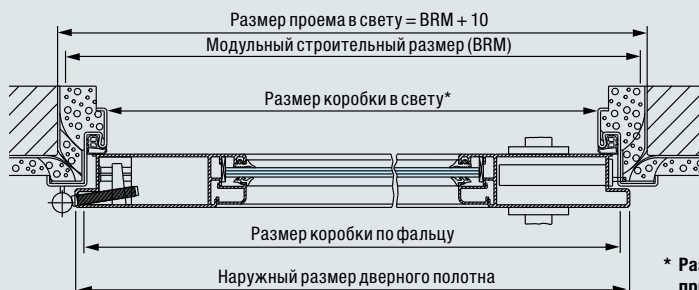 Размер проема в свету = BRM + 10
Модульный строительный размер (BRM)
Размер коробки в свету*
Размер коробки по фальцу
Наружный размер дверного полотна
*